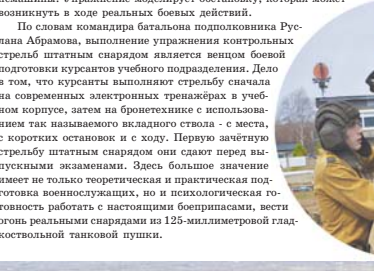 возникнуть в ходе реальных боевых действий.
По словам командира батальона подполковника Рус-
лана Абрамова, выполнение упражнения контрольных
стрельб штатным снарядом является венцом боевой
подготовки курсантов учебного подразделения. Дело
в том, что курсанты выполняют стрельбу сначала
на современных электронных тренажёрах в учеб-
ном корпусе, затем на бронетехнике с использова-
нием так называемого вкладного ствола - с места,
с коротких остановок и с ходу. Первую зачётную
стрельбу штатным снарядом они сдают перед вы-
пускными экзаменами. Здесь большое значение
имеет не только теоретическая и практическая под-
готовка военнослужащих, но и психологическая го-
товность работать с настоящими боеприпасами, вести
огонь реальными снарядами из 125-миллиметровой глад-
коствольной танковой пушки.